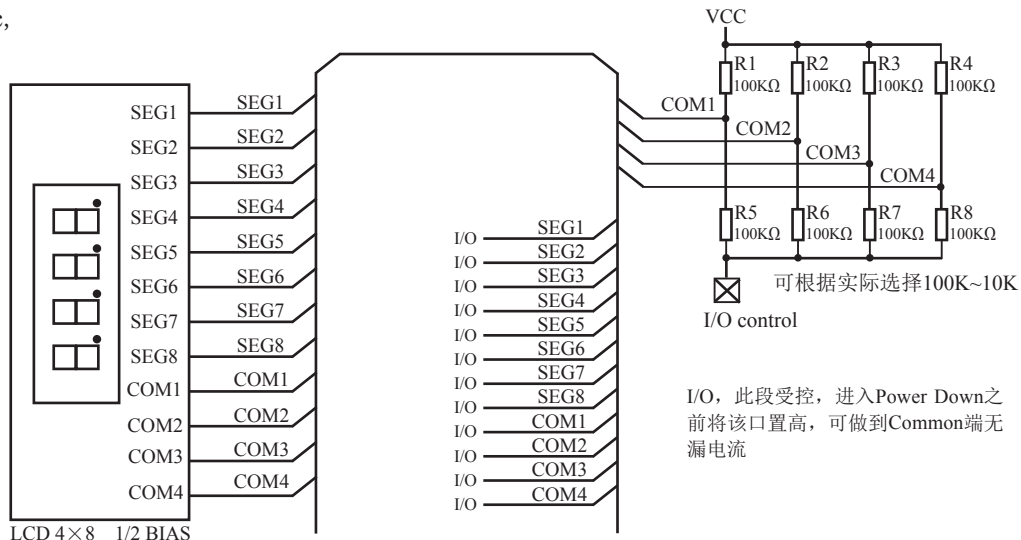 c,
VCC
R1
100KΩ
R2
100KΩ
R3
100KΩ
R4
100KΩ
COM1
COM2
COM3
COM4
R5
100KΩ
R6
100KΩ
R7
100KΩ
R8
100KΩ
可根据实际选择100K~10K
I/O control
I/O，此段受控，进入Power Down之
前将该口置高，可做到Common端无
漏电流
SEG1
SEG2
SEG3
SEG4
SEG5
SEG6
SEG7
SEG8
COM1
COM2
COM3
COM4
SEG1
SEG2
SEG3
SEG4
SEG5
SEG6
SEG7
SEG8
COM1
COM2
COM3
COM4
I/O SEG1
I/O SEG2
I/O SEG3
I/O SEG4
I/O SEG5
I/O SEG6
I/O SEG7
I/O SEG8
I/O COM1
I/O COM2
I/O COM3
I/O COM4
LCD 4×8 1/2 BIAS